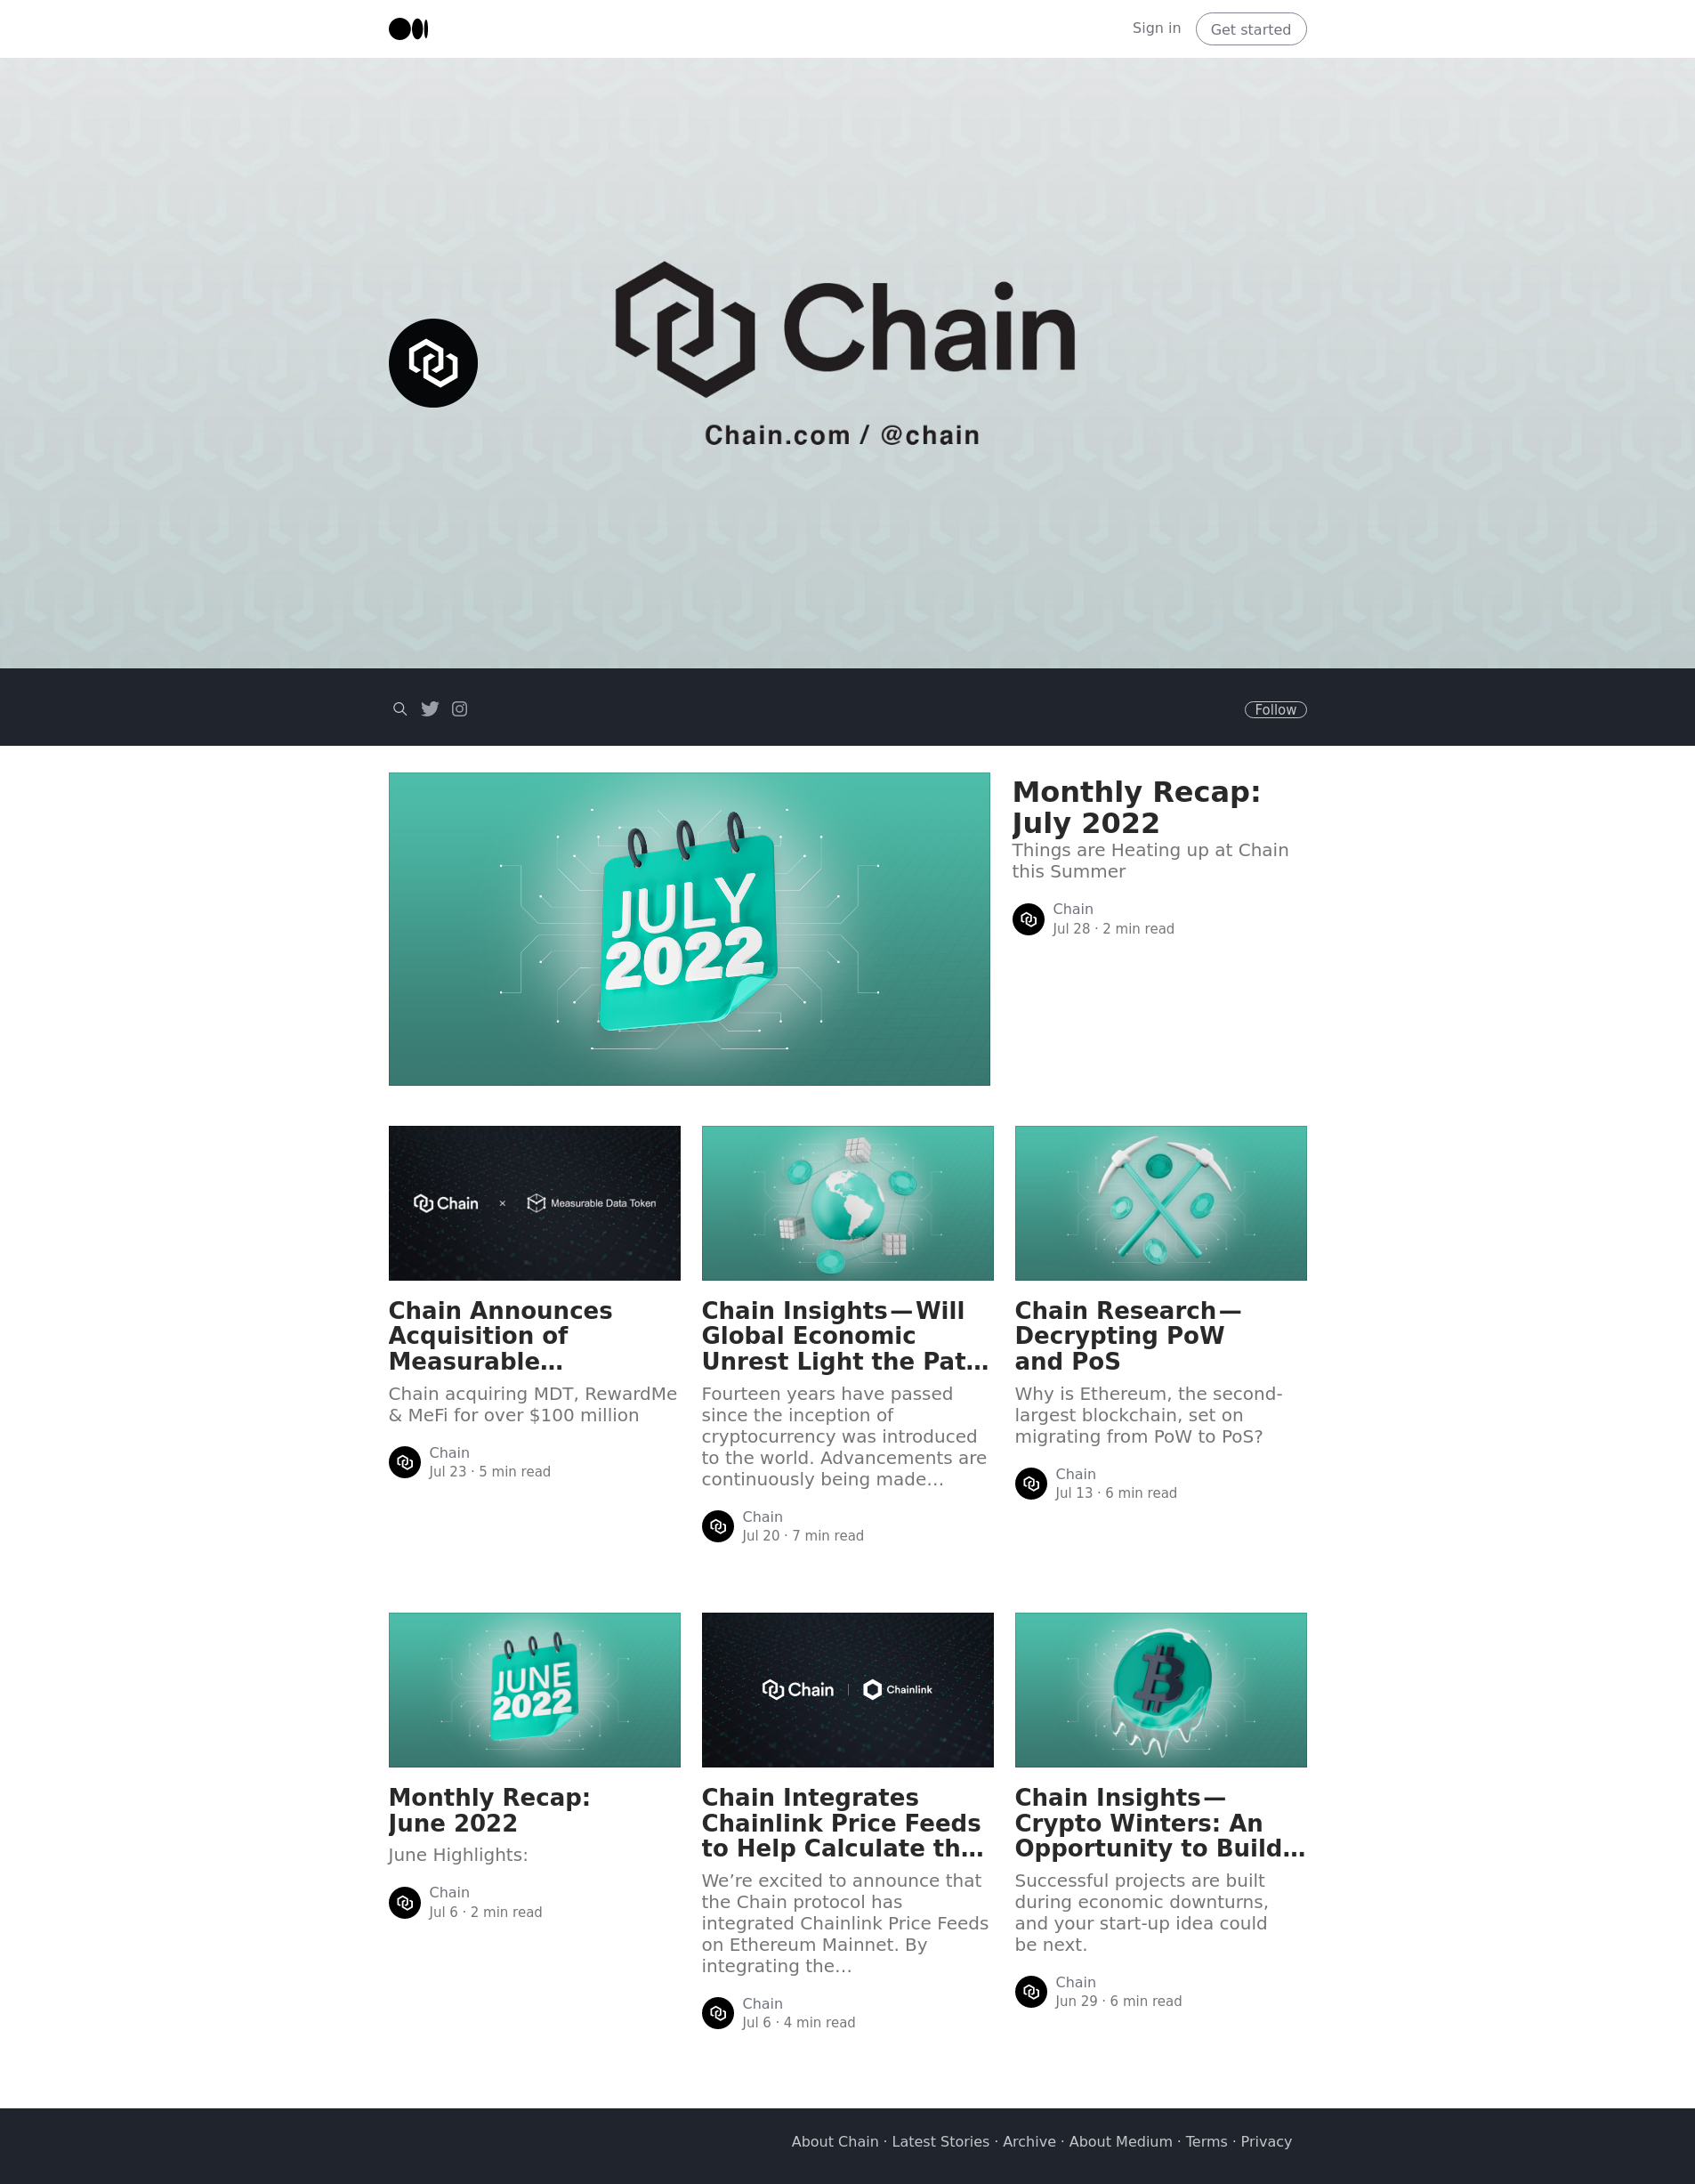 Sign in
Get started
Chain
Chain.com / @chain
Follow
JULY
2022
Monthly Recap:
July 2022
Things are Heating up at Chain
this Summer
Chain
Jul 28 · 2 min read
Chain × Measurable Data Token
Chain Announces
Acquisition of
Measurable…
Chain acquiring MDT, RewardMe
& MeFi for over $100 million
Chain
Jul 23 · 5 min read
Chain Insights — Will
Global Economic
Unrest Light the Pat…
Fourteen years have passed
since the inception of
cryptocurrency was introduced
to the world. Advancements are
continuously being made…
Chain
Jul 20 · 7 min read
Chain Research —
Decrypting PoW
and PoS
Why is Ethereum, the second-
largest blockchain, set on
migrating from PoW to PoS?
Chain
Jul 13 · 6 min read
JUNE
2022
Monthly Recap:
June 2022
June Highlights:
Chain
Jul 6 · 2 min read
Chain | Chainlink
Chain Integrates
Chainlink Price Feeds
to Help Calculate th…
We’re excited to announce that
the Chain protocol has
integrated Chainlink Price Feeds
on Ethereum Mainnet. By
integrating the…
Chain
Jul 6 · 4 min read
Chain Insights —
Crypto Winters: An
Opportunity to Build…
Successful projects are built
during economic downturns,
and your start-up idea could
be next.
Chain
Jun 29 · 6 min read
About Chain · Latest Stories · Archive · About Medium · Terms · Privacy